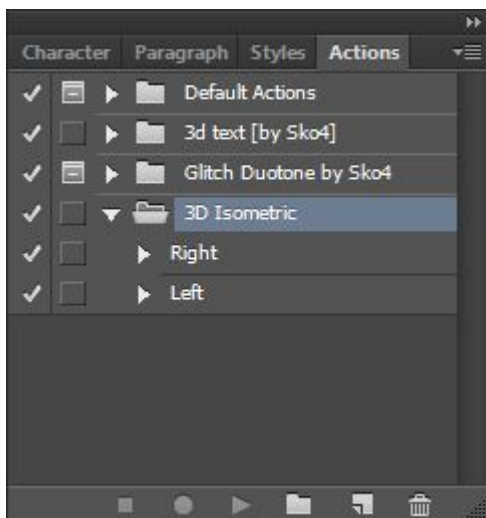 Character Paragraph Styles Actions
Default Actions
3d text [by Sko4]
Glitch Duotone by Sko4
3D Isometric
Right
Left